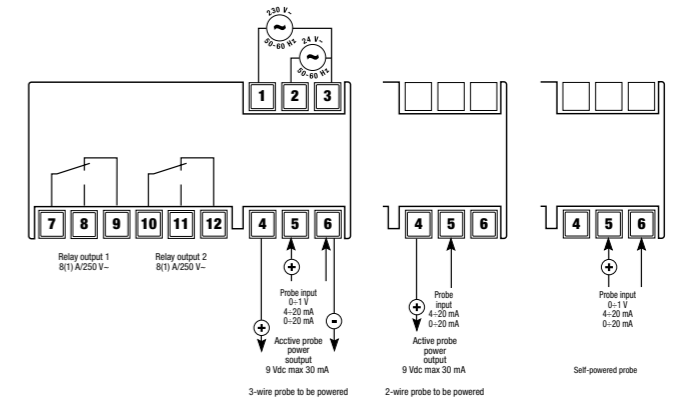 230 V~
50-60 Hz
24 V~
50-60 Hz
1 2 3
7 8 9 10 11 12 4 5 6
4 5 6
4 5 6
Relay output 1
8(1) A/250 V~
Relay output 2
8(1) A/250 V~
+
Probe input
0÷1 V
4÷20 mA
0÷20 mA
+
-
Acctive probe
power
soutput
9 Vdc max 30 mA
3-wire probe to be powered
Probe
input
4÷20 mA
0÷20 mA
+
Active probe
power
output
9 Vdc max 30 mA
2-wire probe to be powered
+
Probe input
0÷1 V
4÷20 mA
0÷20 mA
Self-powered probe